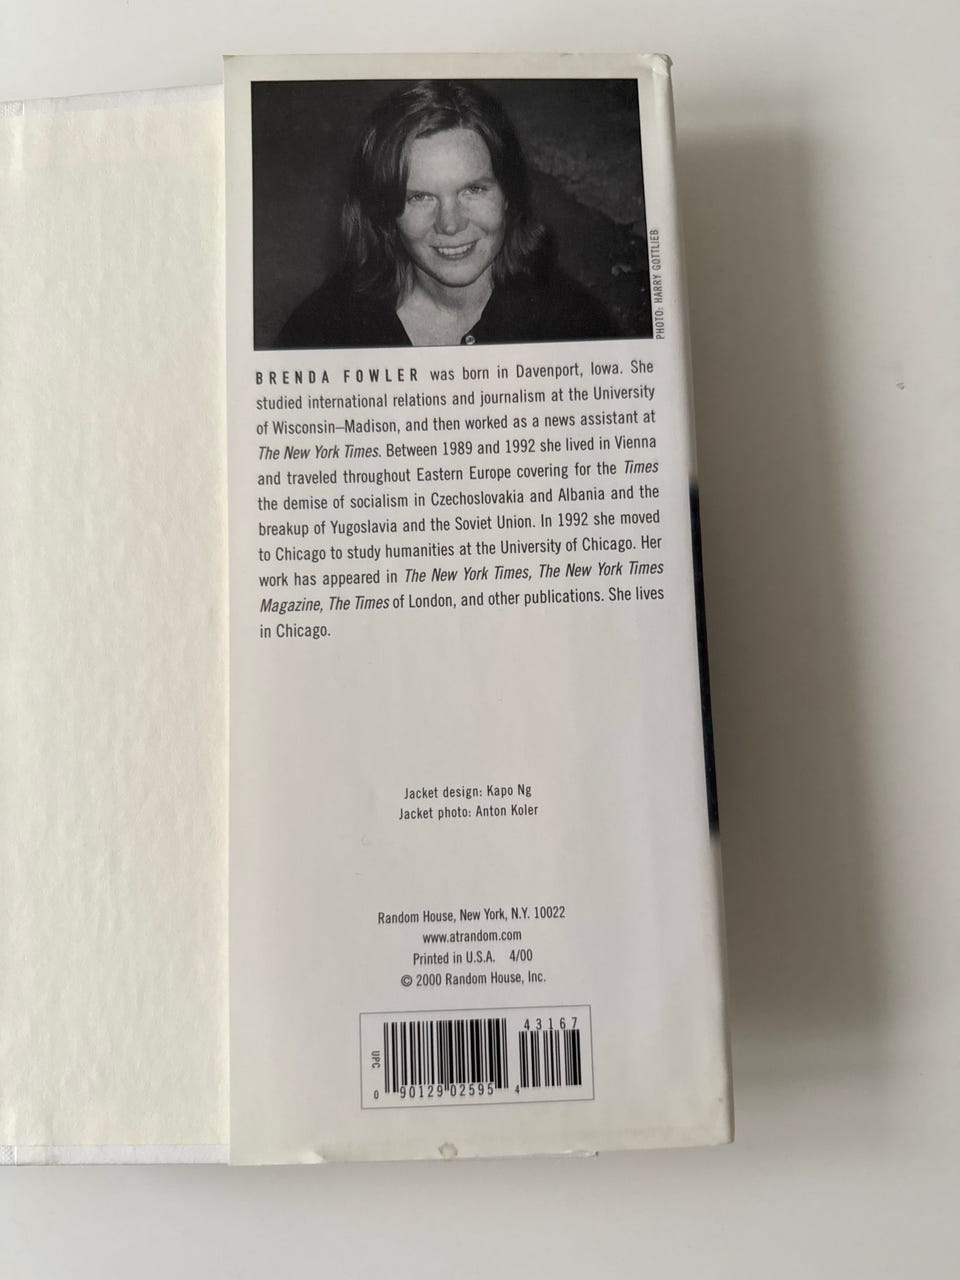 PHOTO: HARRY GOTTLIEB
BRENDA FOWLER was born in Davenport, Iowa. She
studied international relations and journalism at the University
of Wisconsin–Madison, and then worked as a news assistant at
The New York Times. Between 1989 and 1992 she lived in Vienna
and traveled throughout Eastern Europe covering for the Times
the demise of socialism in Czechoslovakia and Albania and the
breakup of Yugoslavia and the Soviet Union. In 1992 she moved
to Chicago to study humanities at the University of Chicago. Her
work has appeared in The New York Times, The New York Times
Magazine, The Times of London, and other publications. She lives
in Chicago.
Jacket design: Kapo Ng
Jacket photo: Anton Koler
Random House, New York, N.Y. 10022
www.atrandom.com
Printed in U.S.A. 4/00
© 2000 Random House, Inc.
43167
UPC
0 90129 02595 4